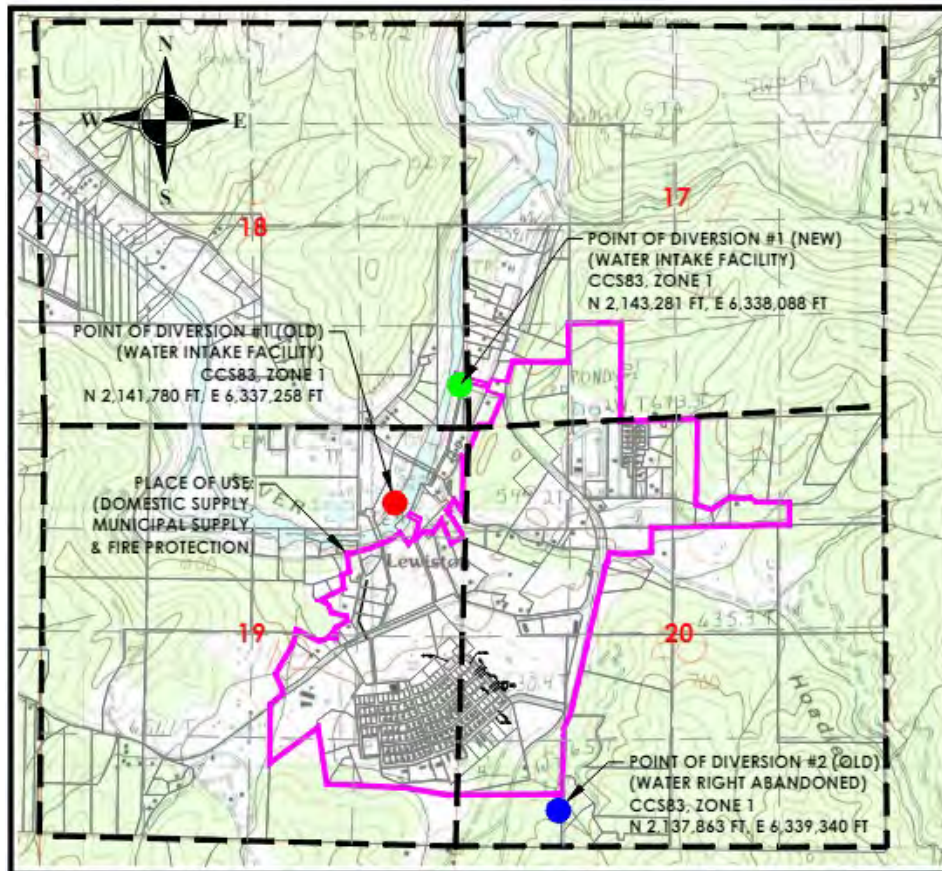 N
W E
S
18
17
POINT OF DIVERSION #1 (NEW)
(WATER INTAKE FACILITY)
CCS83, ZONE 1
N 2,143,281 FT, E 6,338,088 FT
POINT OF DIVERSION #1 (OLD)
(WATER INTAKE FACILITY)
CCS83, ZONE 1
N 2,141,780 FT, E 6,337,258 FT
PLACE OF USE:
(DOMESTIC SUPPLY
MUNICIPAL SUPPLY
& FIRE PROTECTION
19
20
POINT OF DIVERSION #2 (OLD)
(WATER RIGHT ABANDONED)
CCS83, ZONE 1
N 2,137,863 FT, E 6,339,340 FT